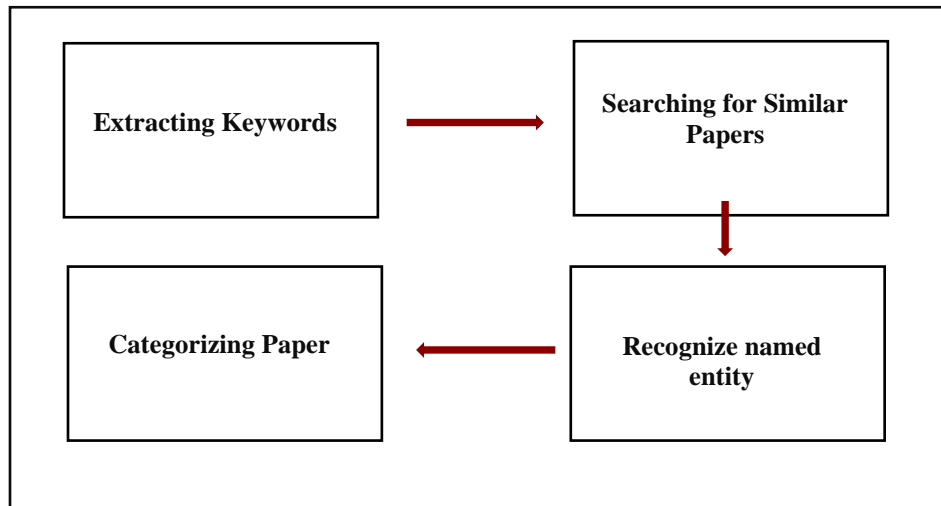 Extracting Keywords
Searching for Similar
Papers
Categorizing Paper
Recognize named
entity